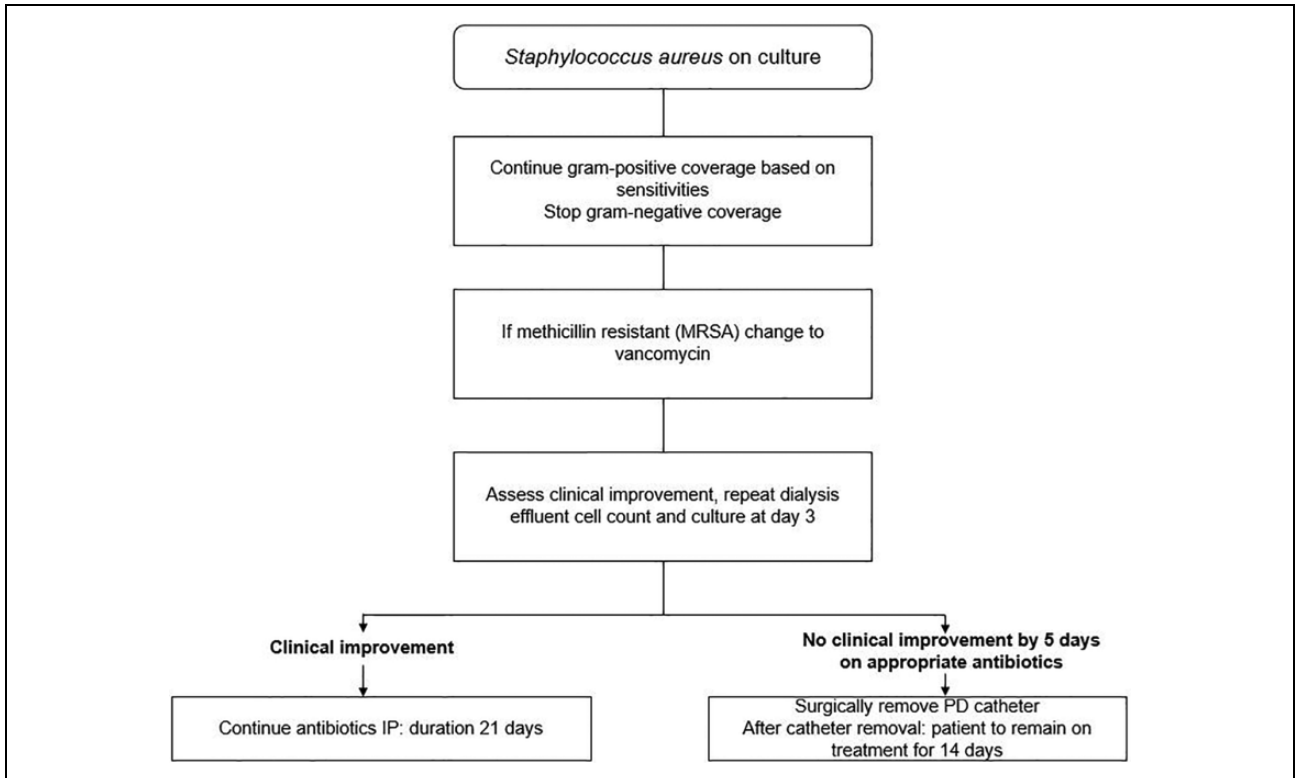 Staphylococcus aureus on culture
Continue gram-positive coverage based on
sensitivities
Stop gram-negative coverage
If methicillin resistant (MRSA) change to
vancomycin
Assess clinical improvement, repeat dialysis
effluent cell count and culture at day 3
Clinical improvement
Continue antibiotics IP: duration 21 days
No clinical improvement by 5 days
on appropriate antibiotics
Surgically remove PD catheter
After catheter removal: patient to remain on
treatment for 14 days